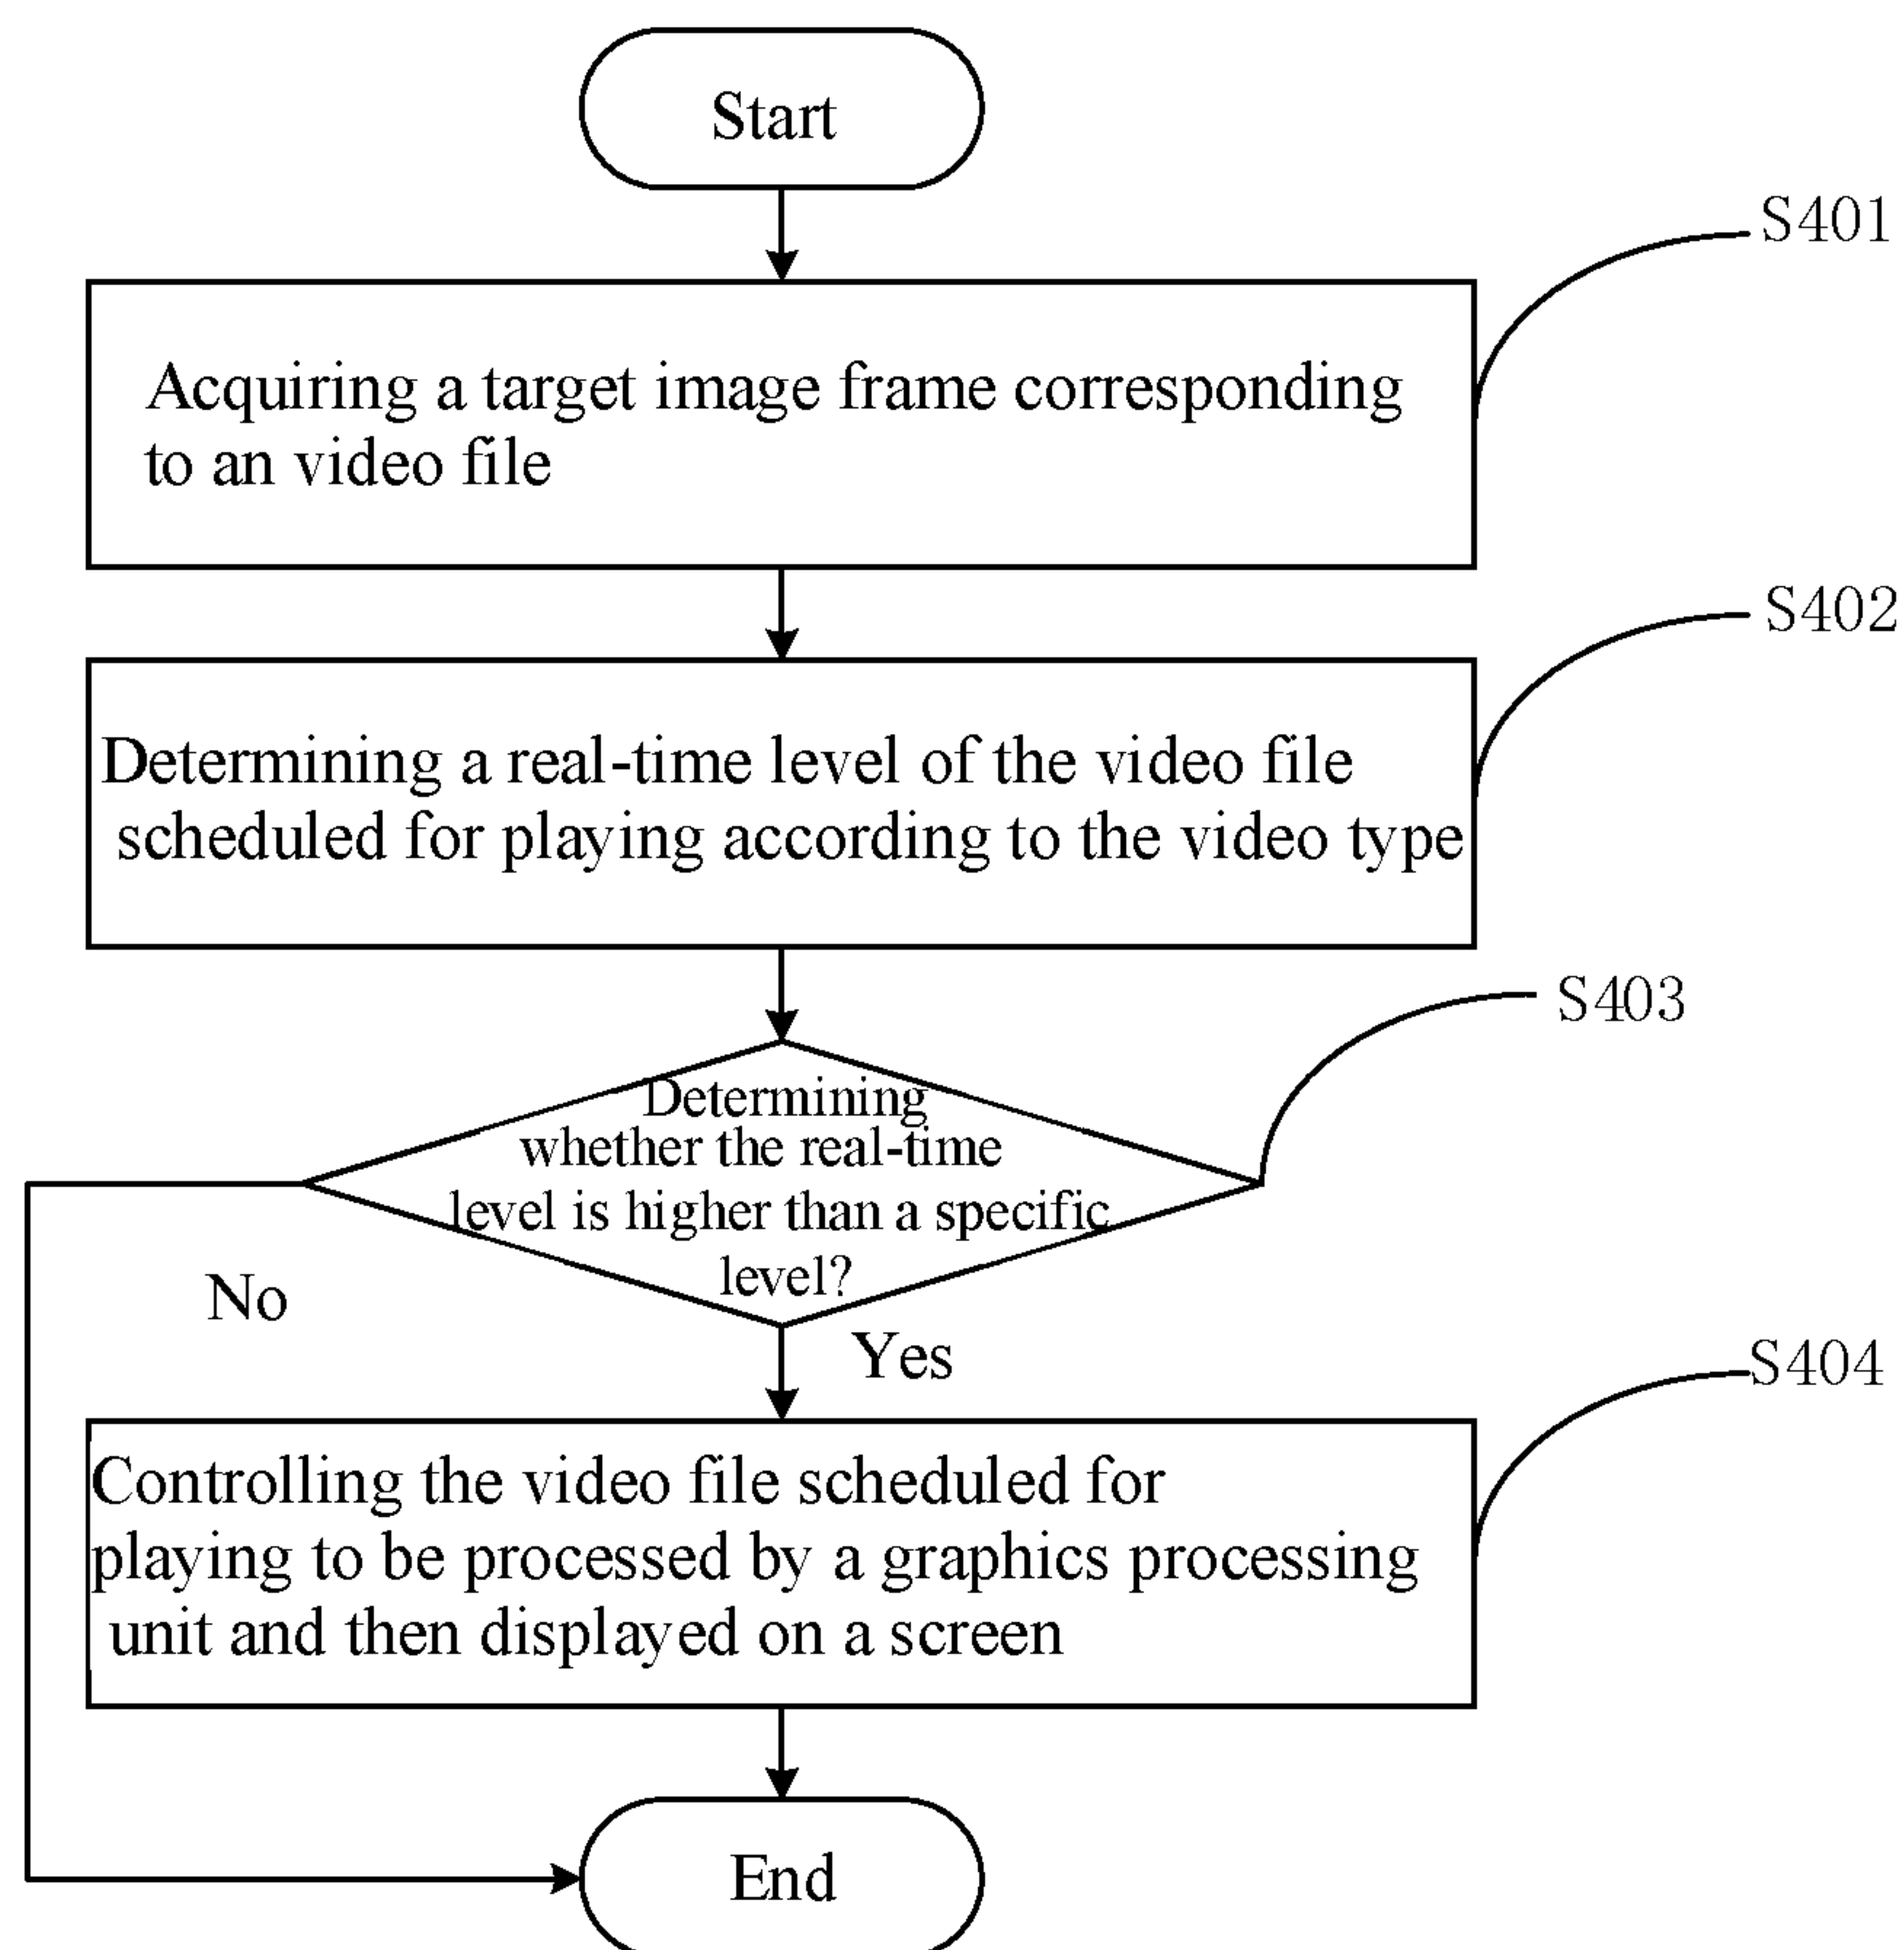 Start
S401
Acquiring a target image frame corresponding
to an video file
S402
Determining a real-time level of the video file
scheduled for playing according to the video type
S403
Determining
whether the real-time
level is higher than a specific
level?
No
Yes
S404
Controlling the video file scheduled for
playing to be processed by a graphics processing
unit and then displayed on a screen
End